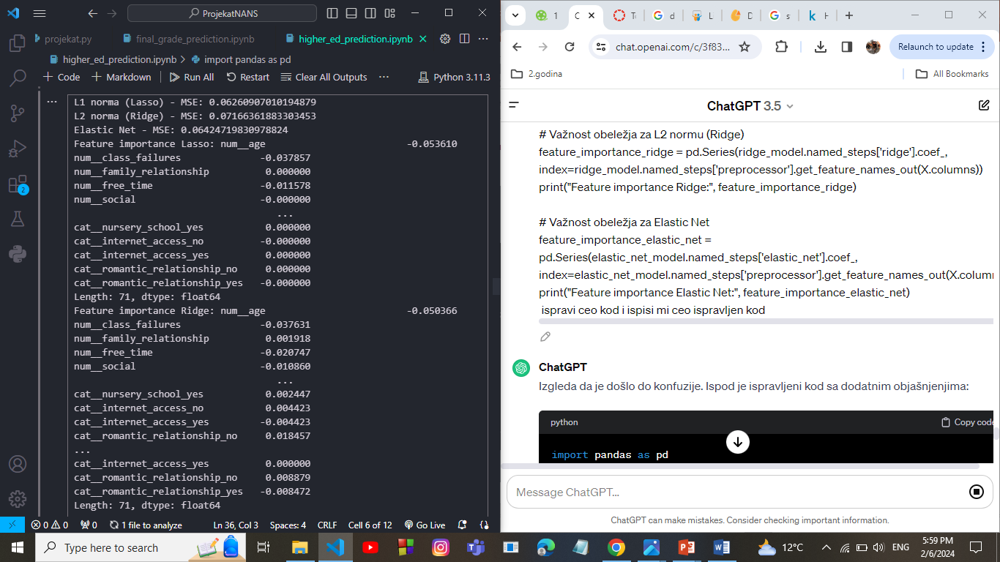 ProjekatNANS
projekat.py
final_grade_prediction.ipynb
higher_ed_prediction.ipynb
higher_ed_prediction.ipynb
import pandas as pd
Code
Markdown
Run All
Restart
Clear All Outputs
Python 3.11.3
...
L1 norma (Lasso) - MSE: 0.06260907010194879
L2 norma (Ridge) - MSE: 0.07166361883303453
Elastic Net - MSE: 0.06424719830978824
Feature importance Lasso: num__age -0.053610
num__class_failures -0.037857
num__family_relationship 0.000000
num__free_time -0.011578
num__social -0.000000
...
cat__nursery_school_yes 0.000000
cat__internet_access_no -0.000000
cat__internet_access_yes 0.000000
cat__romantic_relationship_no 0.000000
cat__romantic_relationship_yes -0.000000
Length: 71, dtype: float64
Feature importance Ridge: num__age -0.050366
num__class_failures -0.037631
num__family_relationship 0.001918
num__free_time -0.020747
num__social -0.010860
...
cat__nursery_school_yes 0.002447
cat__internet_access_no 0.004423
cat__internet_access_yes -0.004423
cat__romantic_relationship_no 0.018457
...
cat__internet_access_yes 0.000000
cat__romantic_relationship_no 0.008879
cat__romantic_relationship_yes -0.008472
Length: 71, dtype: float64
2
0 0 0 1 file to analyze Ln 36, Col 3 Spaces: 4 CRLF Cell 6 of 12 Go Live
1 C T G d L D G s k H
chat.openai.com/c/3f83...
Relaunch to update
2.godina
All Bookmarks
ChatGPT 3.5
# Važnost obeležja za L2 normu (Ridge)
feature_importance_ridge = pd.Series(ridge_model.named_steps['ridge'].coef_,
index=ridge_model.named_steps['preprocessor'].get_feature_names_out(X.columns))
print("Feature importance Ridge:", feature_importance_ridge)
# Važnost obeležja za Elastic Net
feature_importance_elastic_net =
pd.Series(elastic_net_model.named_steps['elastic_net'].coef_,
index=elastic_net_model.named_steps['preprocessor'].get_feature_names_out(X.colum
print("Feature importance Elastic Net:", feature_importance_elastic_net)
ispravi ceo kod i ispisi mi ceo ispravljen kod
ChatGPT
Izgleda da je došlo do konfuzije. Ispod je ispravljeni kod sa dodatnim objašnjenjima:
python
Copy code
import pandas as pd
Message ChatGPT...
ChatGPT can make mistakes. Consider checking important information.
Type here to search
12°C
ENG
5:59 PM
2/6/2024